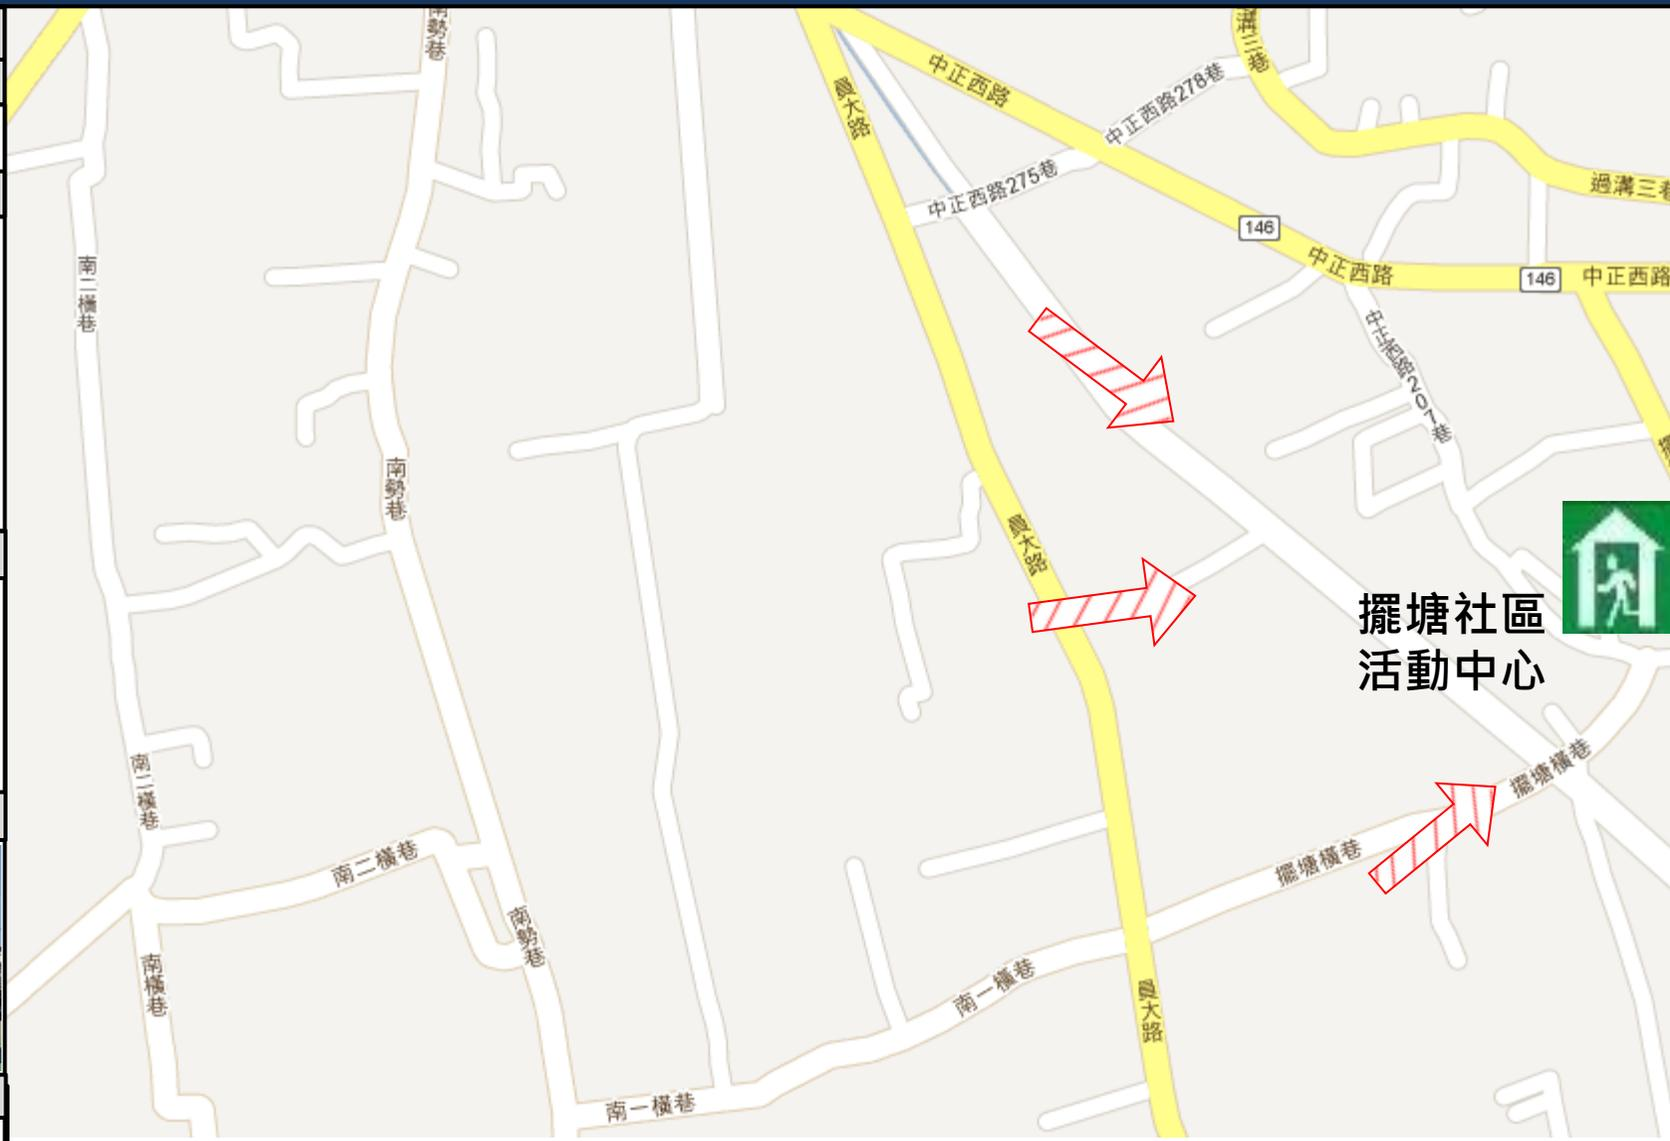 南勢巷
溝三巷
中正西路
中正西路278巷
員大路
中正西路275巷
過溝三巷
146
中正西路
146
中正西路
南二橫巷
中正西路207巷
擺
南勢巷
員大路
擺塘社區
活動中心
南二橫巷
擺塘橫巷
擺塘橫巷
南二橫巷
南勢巷
南橫巷
南一橫巷
員大路
南一橫巷